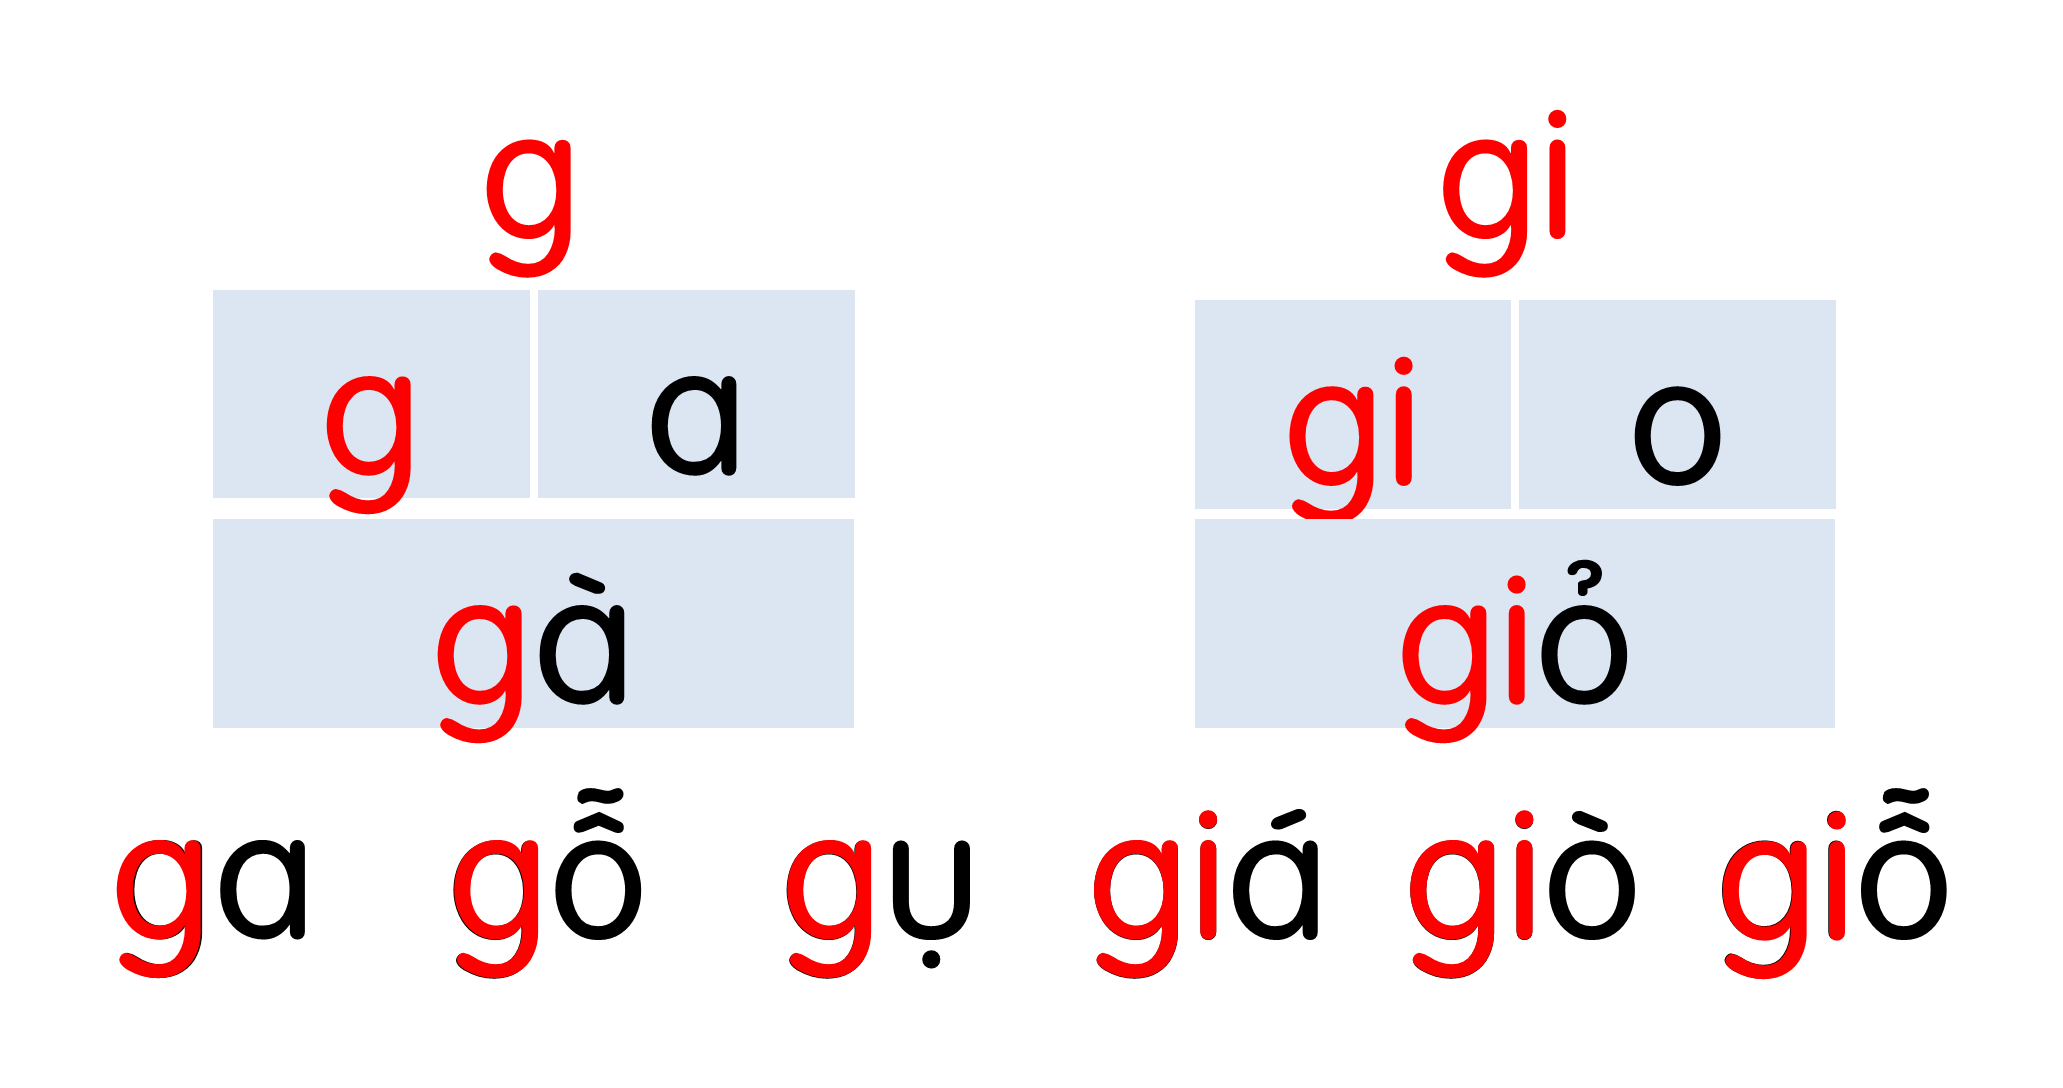 g
gi
g a
gi o
gà
giỏ
ga gỗ gụ giá giò giỗ